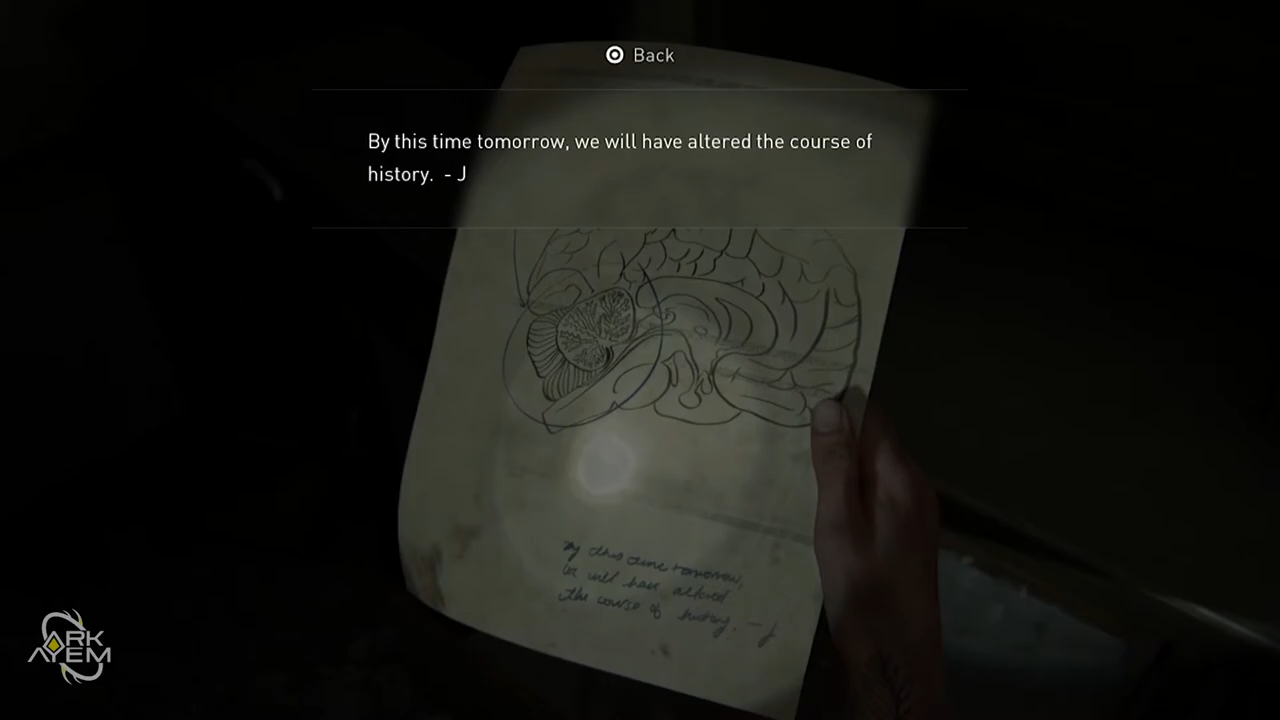 Back
By this time tomorrow, we will have altered the course of
history. - J
By this time tomorrow,
we will have altered
the course of history. - J
ARK
AYEM